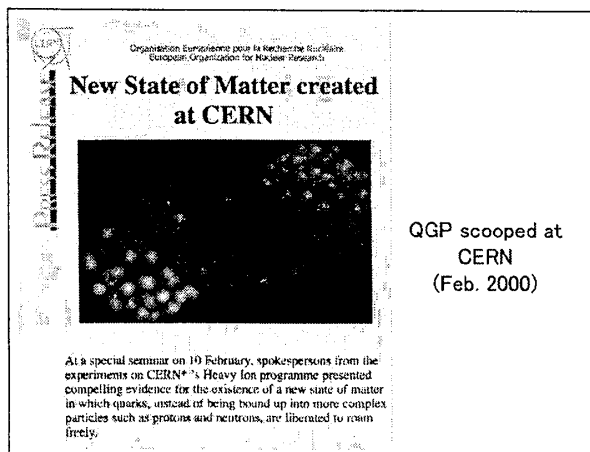 CERN
Organisation Européenne pour la Recherche Nucléaire
European Organization for Nuclear Research
Press Release
New State of Matter created
at CERN
QGP scooped at
CERN
(Feb. 2000)
At a special seminar on 10 February, spokespersons from the
experiments on CERN* 's Heavy Ion programme presented
compelling evidence for the existence of a new state of matter
in which quarks, instead of being bound up into more complex
particles such as protons and neutrons, are liberated to roam
freely.